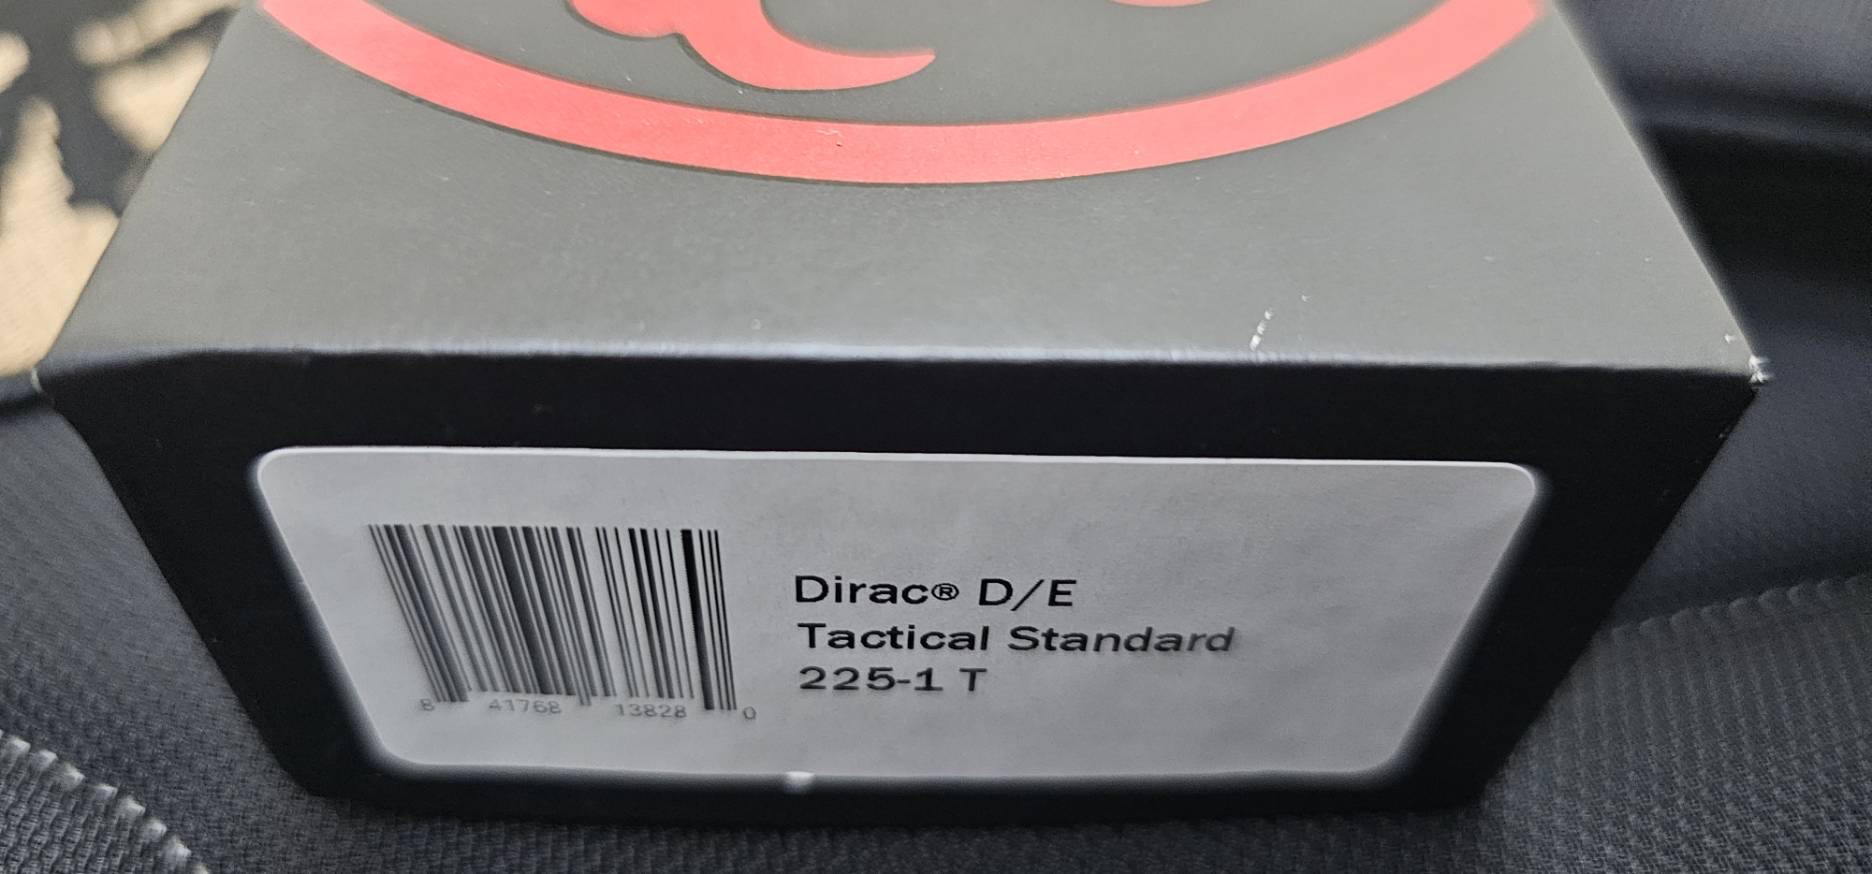 Dirac® D/E
Tactical Standard
225-1 T
8 41768 13828 0